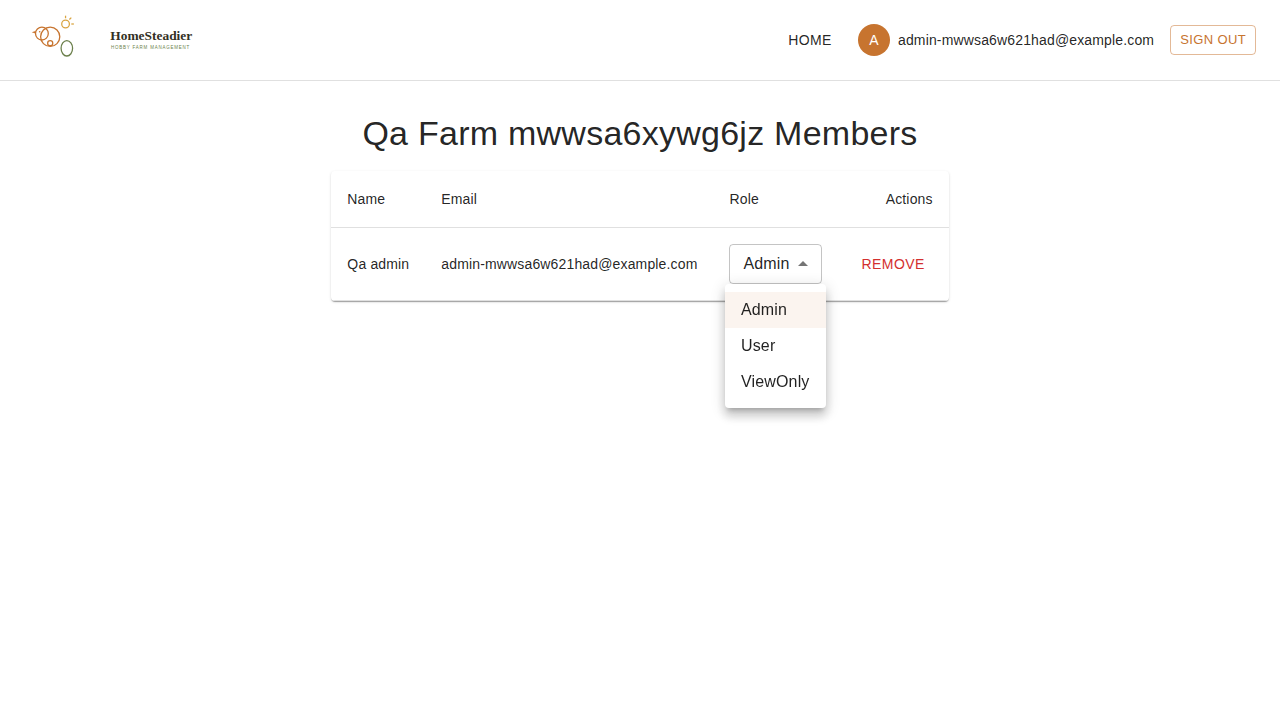 HomeSteadier
HOBBY FARM MANAGEMENT
HOME
A
admin-mwwsa6w621had@example.com
SIGN OUT
Qa Farm mwwsa6xywg6jz Members
Name Email Role Actions
Qa admin admin-mwwsa6w621had@example.com Admin REMOVE
Admin
User
ViewOnly